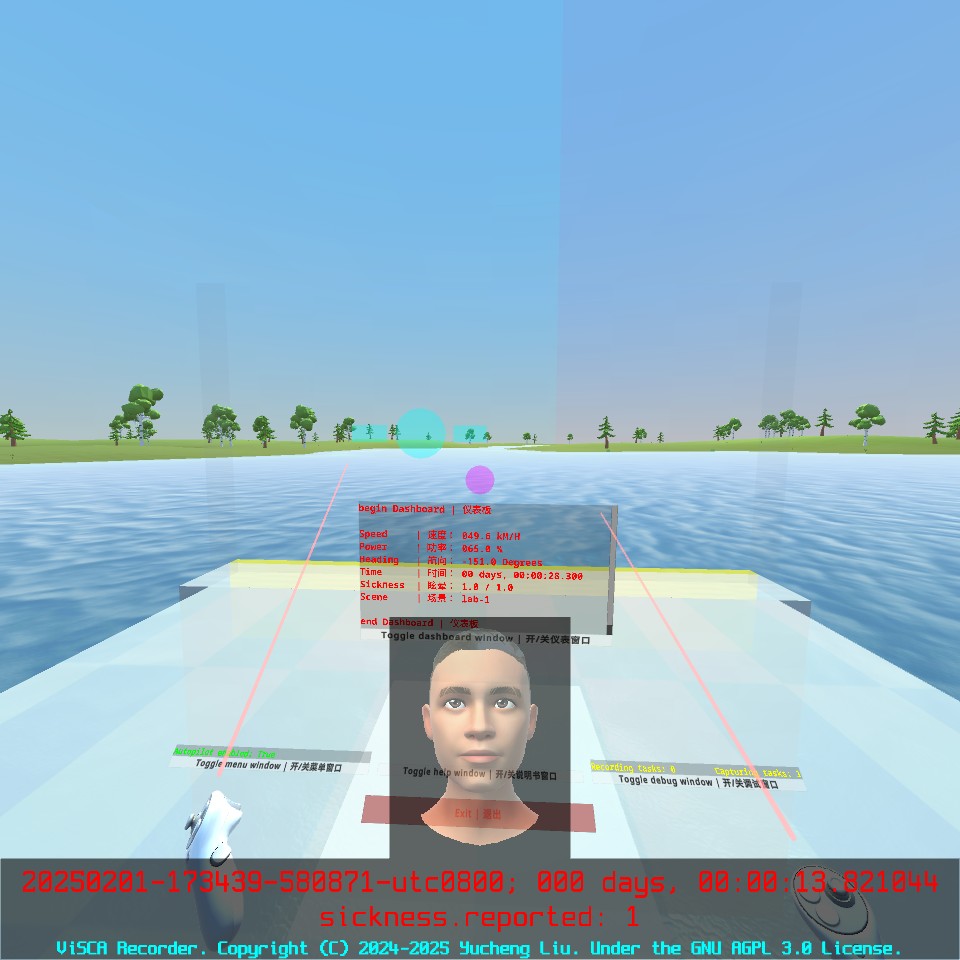 begin Dashboard | 仪表板
Speed | 速度： 049.6 kM/H
Power | 功率： 065.0 %
Heading | 航向： -151.0 Degrees
Time | 时间： 00 days, 00:00:28.300
Sickness | 眩晕： 1.0 / 1.0
Scene | 场景： lab-1
end Dashboard | 仪表板
Toggle dashboard window | 开/关仪表窗口
Autopilot enabled: True
Toggle menu window | 开/关菜单窗口
Toggle help window | 开/关说明书窗口
Recording tasks: 0 Capturing tasks: 1
Toggle debug window | 开/关调试窗口
Exit | 退出
20250201-173439-580871-utc0800; 000 days, 00:00:13.821044
sickness.reported: 1
ViSCA Recorder. Copyright (C) 2024-2025 Yucheng Liu. Under the GNU AGPL 3.0 License.